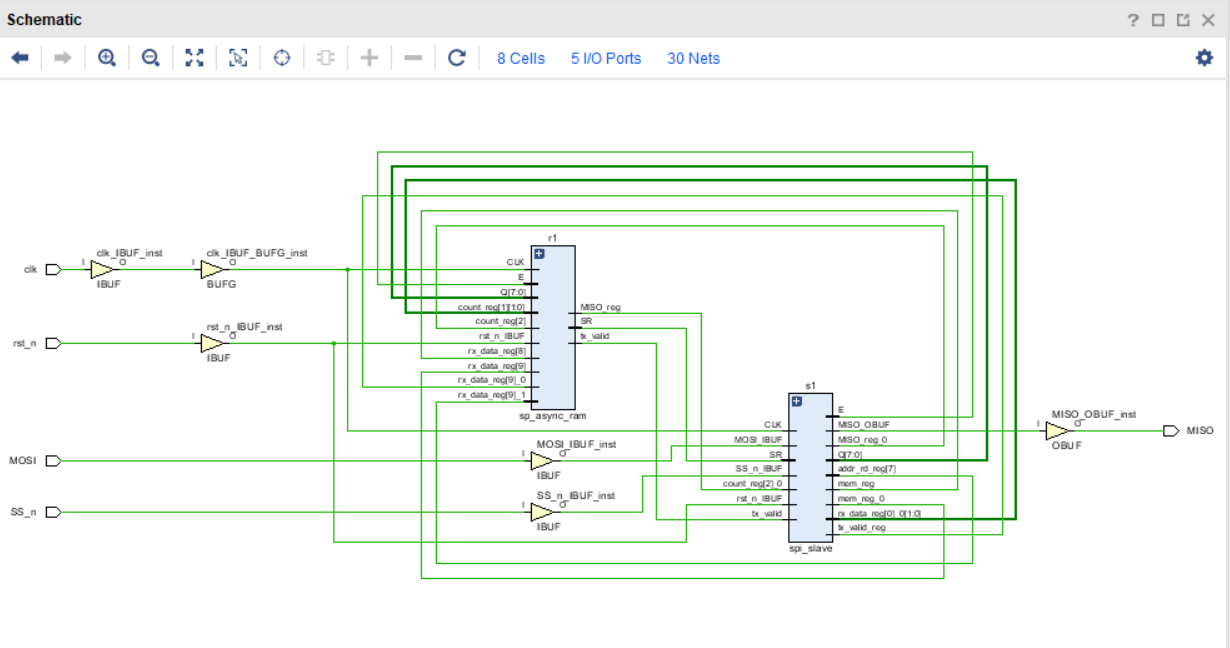 Schematic
?
8 Cells 5 I/O Ports 30 Nets
clk
I
clk_IBUF_inst
O
IBUF
I
clk_IBUF_BUFG_inst
O
BUFG
rst_n
I
rst_n_IBUF_inst
O
IBUF
MOSI
I
MOSI_IBUF_inst
O
IBUF
SS_n
I
SS_n_IBUF_inst
O
IBUF
r1
CLK
E
Q[7:0]
count_reg[1][1:0]
count_reg[2]
rst_n_IBUF
rx_data_reg[8]
rx_data_reg[9]
rx_data_reg[9]_0
rx_data_reg[9]_1
MISO_reg
SR
tx_valid
sp_async_ram
s1
CLK
MOSI_IBUF
SR
SS_n_IBUF
count_reg[2]_0
rst_n_IBUF
tx_valid
E
MISO_OBUF
MISO_reg_0
Q[7:0]
addr_rd_reg[7]
mem_reg
mem_reg_0
rx_data_reg[0]_0[1:0]
tx_valid_reg
spi_slave
I
MISO_OBUF_inst
O
OBUF
MISO